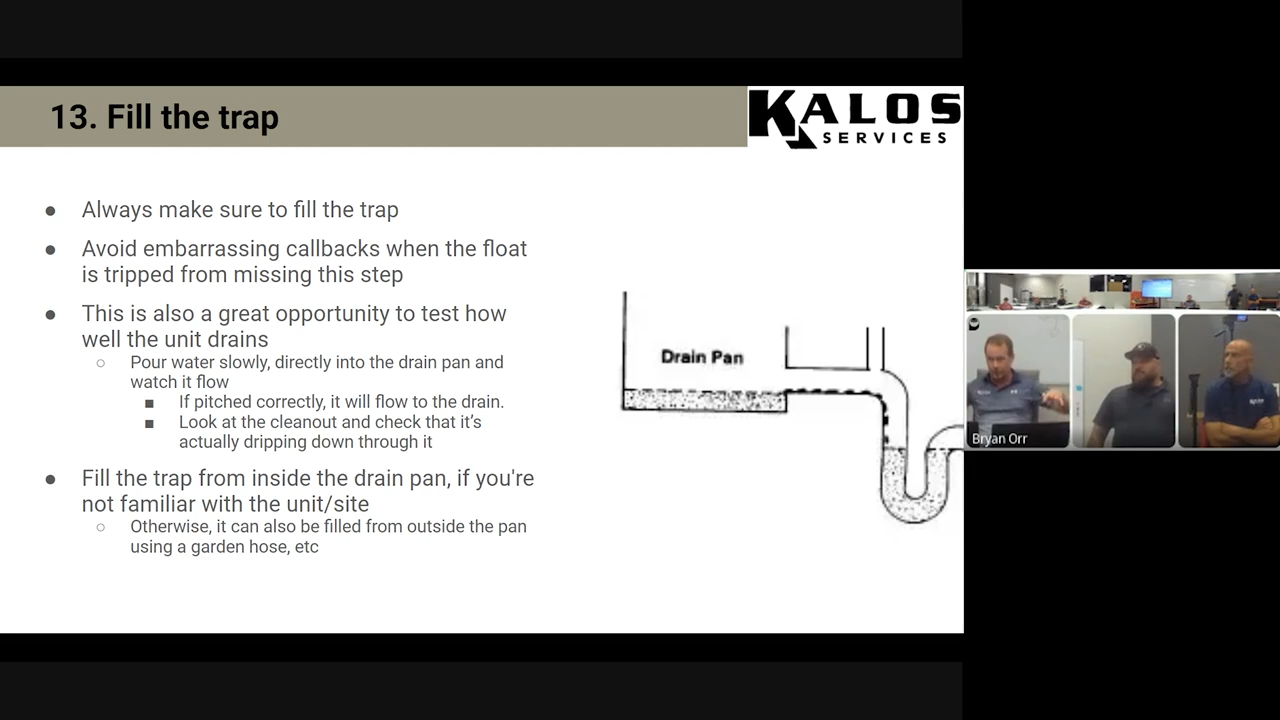 13. Fill the trap
KALOS
SERVICES
● Always make sure to fill the trap
● Avoid embarrassing callbacks when the float
is tripped from missing this step
● This is also a great opportunity to test how
well the unit drains
○ Pour water slowly, directly into the drain pan and
watch it flow
■ If pitched correctly, it will flow to the drain.
■ Look at the cleanout and check that it’s
actually dripping down through it
● Fill the trap from inside the drain pan, if you're
not familiar with the unit/site
○ Otherwise, it can also be filled from outside the pan
using a garden hose, etc
Drain Pan
Bryan Orr